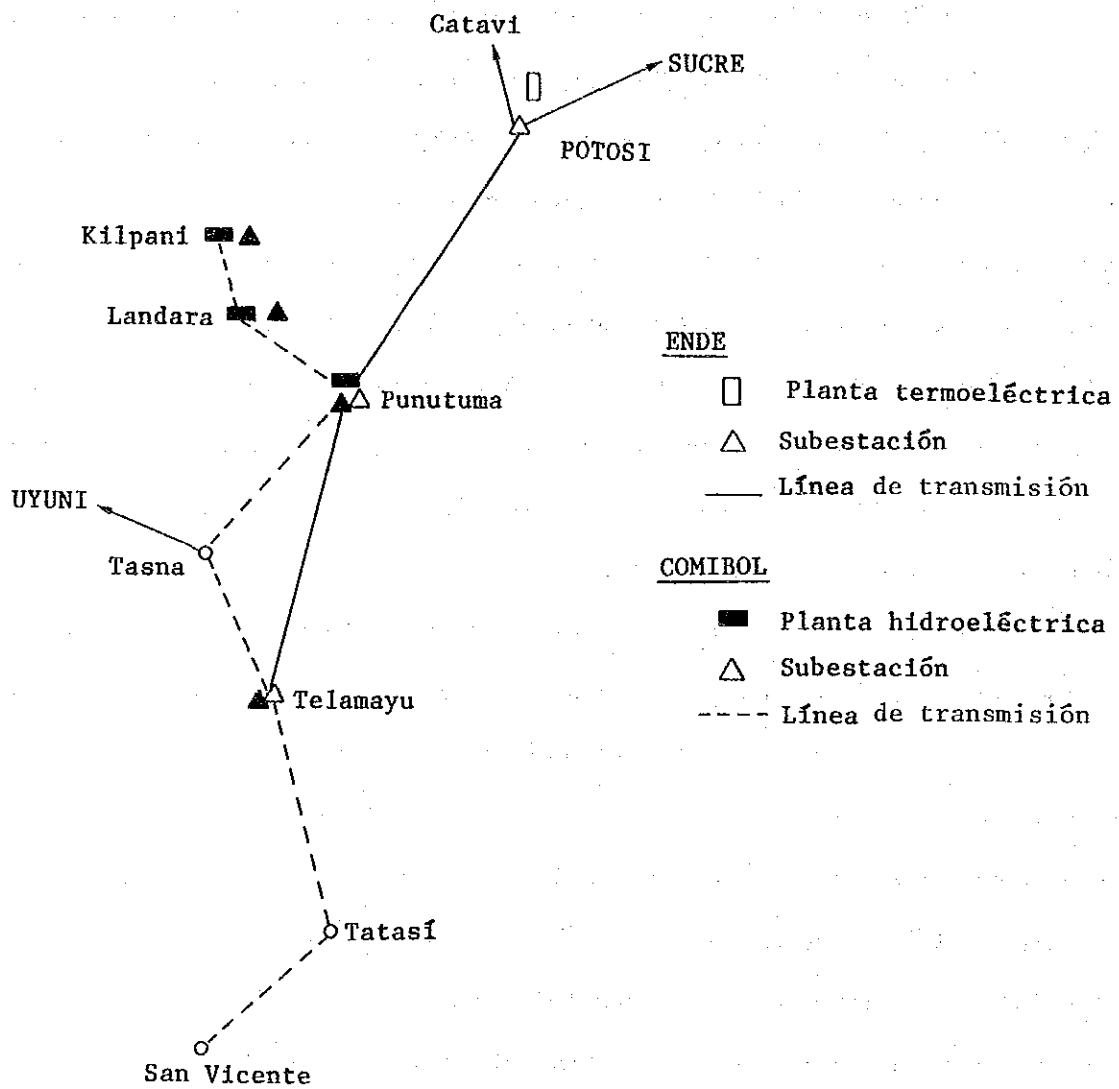 Catavi
SUCRE
POTOSI
Kilpani
Landara
Punutuma
UYUNI
Tasna
Telamayu
Tatasí
San Vicente
ENDE
Planta termoeléctrica
Subestación
Línea de transmisión
COMIBOL
Planta hidroeléctrica
Subestación
Línea de transmisión